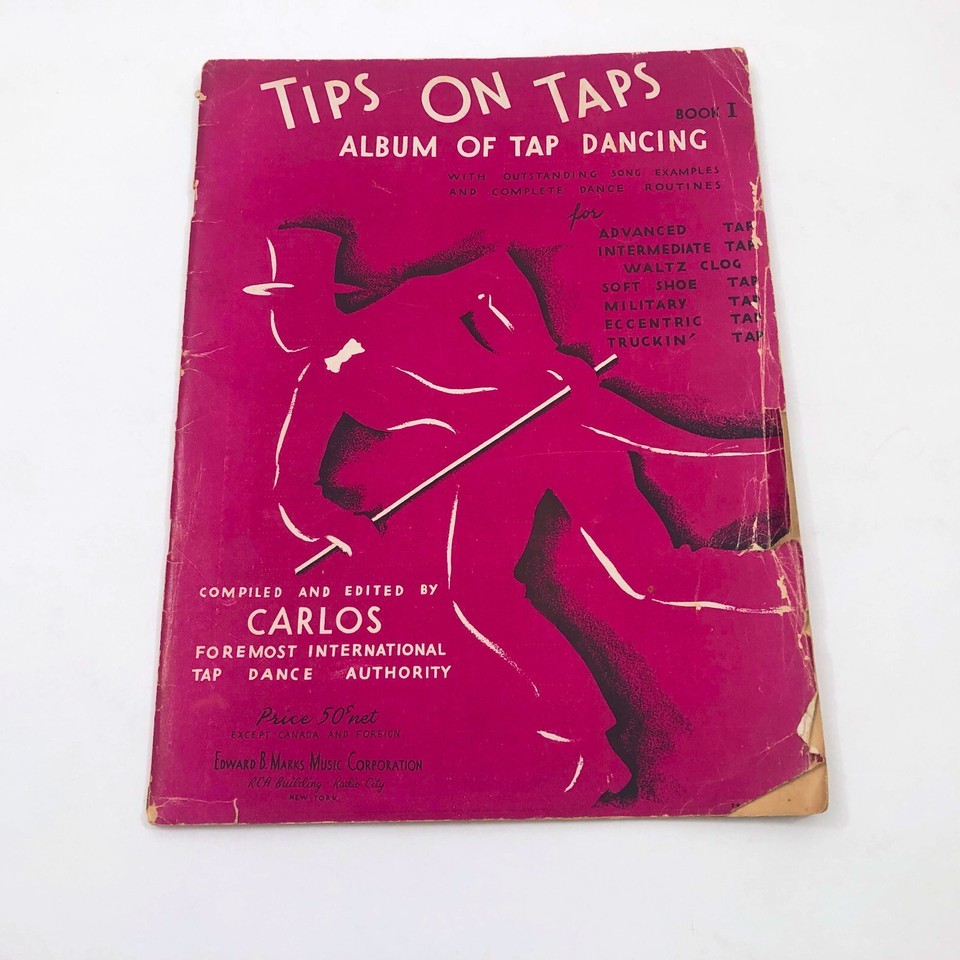 TIPS ON TAPS
BOOK I
ALBUM OF TAP DANCING
WITH OUTSTANDING SONG EXAMPLES
AND COMPLETE DANCE ROUTINES
for
ADVANCED TAP
INTERMEDIATE TAP
WALTZ CLOG
SOFT SHOE TAP
MILITARY TAP
ECCENTRIC TAP
TRUCKIN' TAP
COMPILED AND EDITED BY
CARLOS
FOREMOST INTERNATIONAL
TAP DANCE AUTHORITY
Price 50¢ net
EXCEPT CANADA AND FOREIGN
EDWARD B. MARKS MUSIC CORPORATION
RCA Building Radio City
NEW YORK